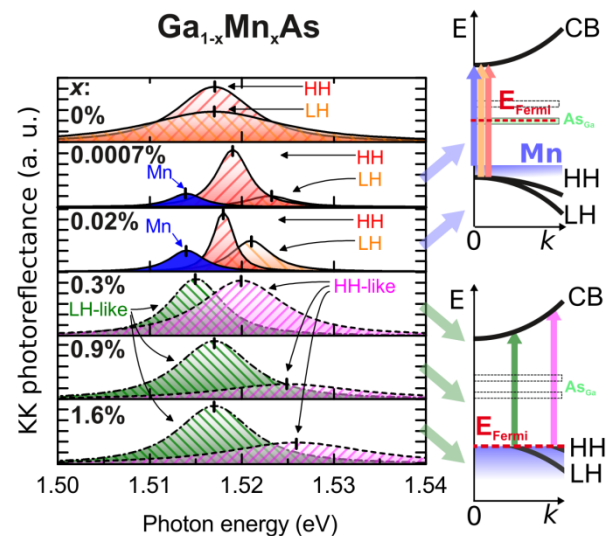 Ga1-xMnxAs
KK photoreflectance (a. u.)
x:
0%
HH
LH
0.0007%
Mn
HH
LH
0.02%
Mn
HH
LH
0.3%
LH-like
HH-like
0.9%
1.6%
1.50 1.51 1.52 1.53 1.54
Photon energy (eV)
E
CB
EFermi
AsGa
Mn
HH
LH
0
k
E
CB
AsGa
EFermi
HH
LH
0
k